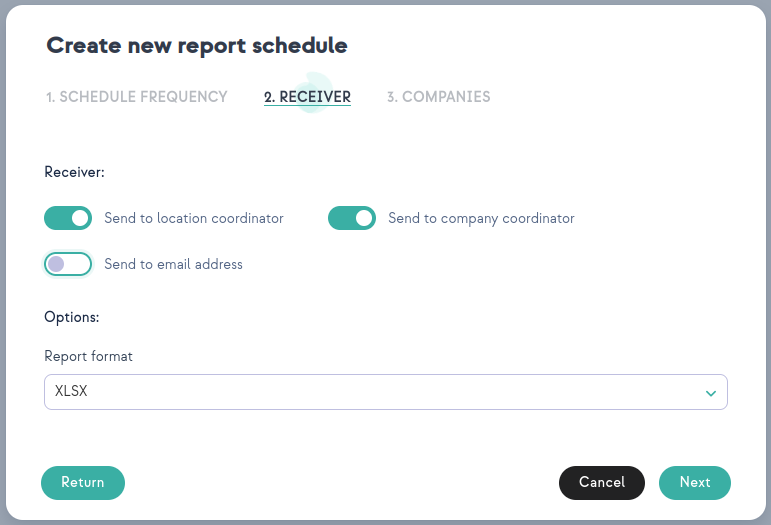 Create new report schedule
1. SCHEDULE FREQUENCY 2. RECEIVER 3. COMPANIES
Receiver:
Send to location coordinator Send to company coordinator
Send to email address
Options:
Report format
XLSX
Return Cancel Next